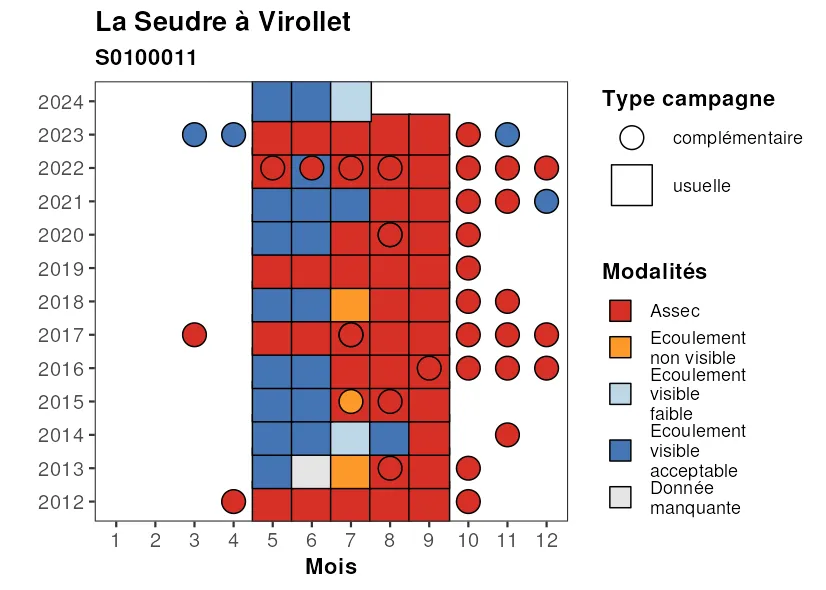 La Seudre à Virollet
S0100011
2024
2023
2022
2021
2020
2019
2018
2017
2016
2015
2014
2013
2012
1 2 3 4 5 6 7 8 9 10 11 12
Mois
Type campagne
complémentaire
usuelle
Modalités
Assec
Ecoulement
non visible
Ecoulement
visible
faible
Ecoulement
visible
acceptable
Donnée
manquante